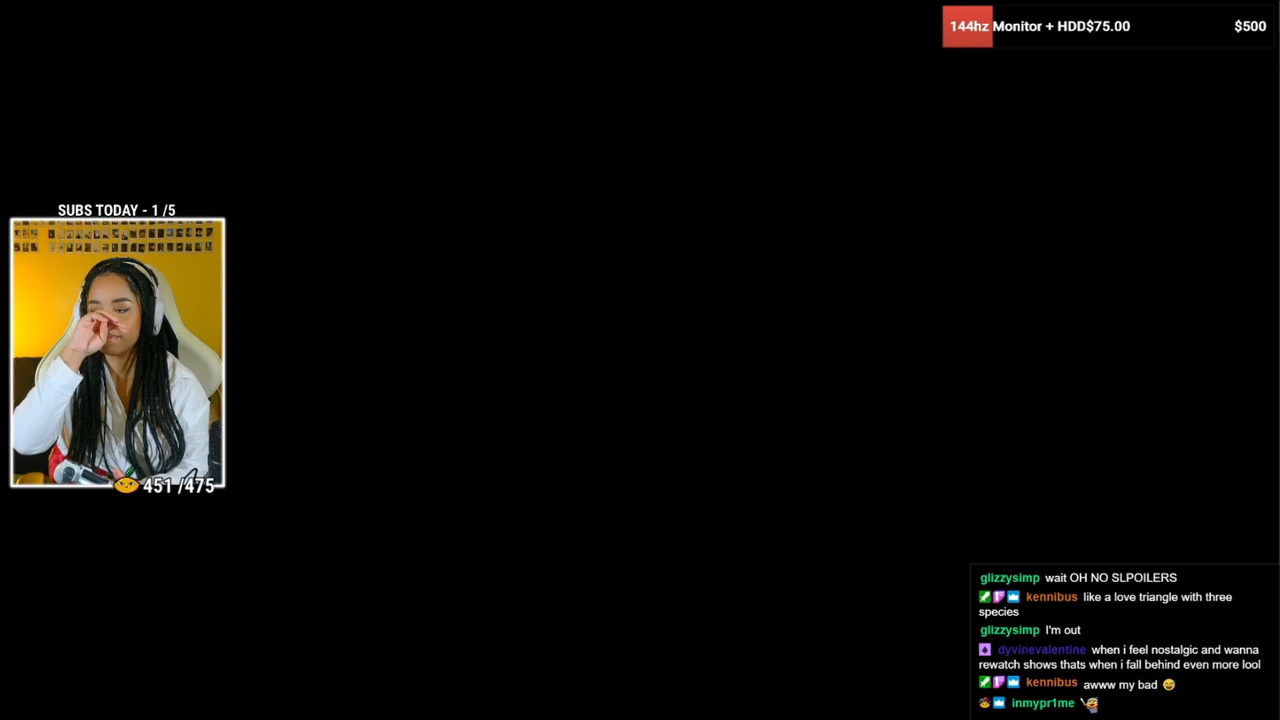 144hz Monitor + HDD$75.00 $500
SUBS TODAY - 1 /5
451 /475
glizzysimp wait OH NO SLPOILERS
kennibus like a love triangle with three
species
glizzysimp I'm out
dyvinevalentine when i feel nostalgic and wanna
rewatch shows thats when i fall behind even more lool
kennibus awww my bad 😅
inmypr1me